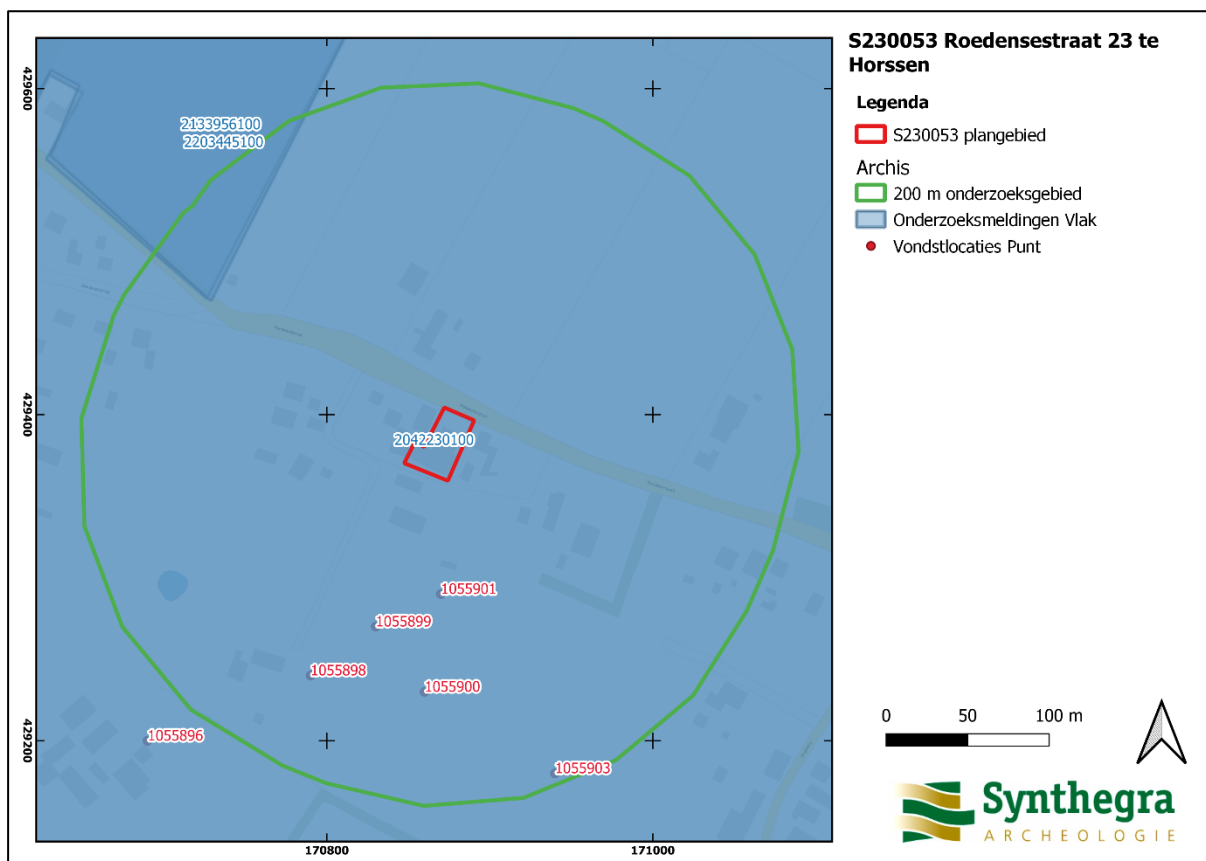 S230053 Roedensestraat 23 te
Horssen
Legenda
S230053 plangebied
Archis
200 m onderzoeksgebied
Onderzoeksmeldingen Vlak
Vondstlocaties Punt
429600
2133956100
2203445100
429400
2042230100
1055901
1055899
1055898
1055900
1055896
1055903
429200
170800
171000
0 50 100 m
Synthegra
ARCHEOLOGIE